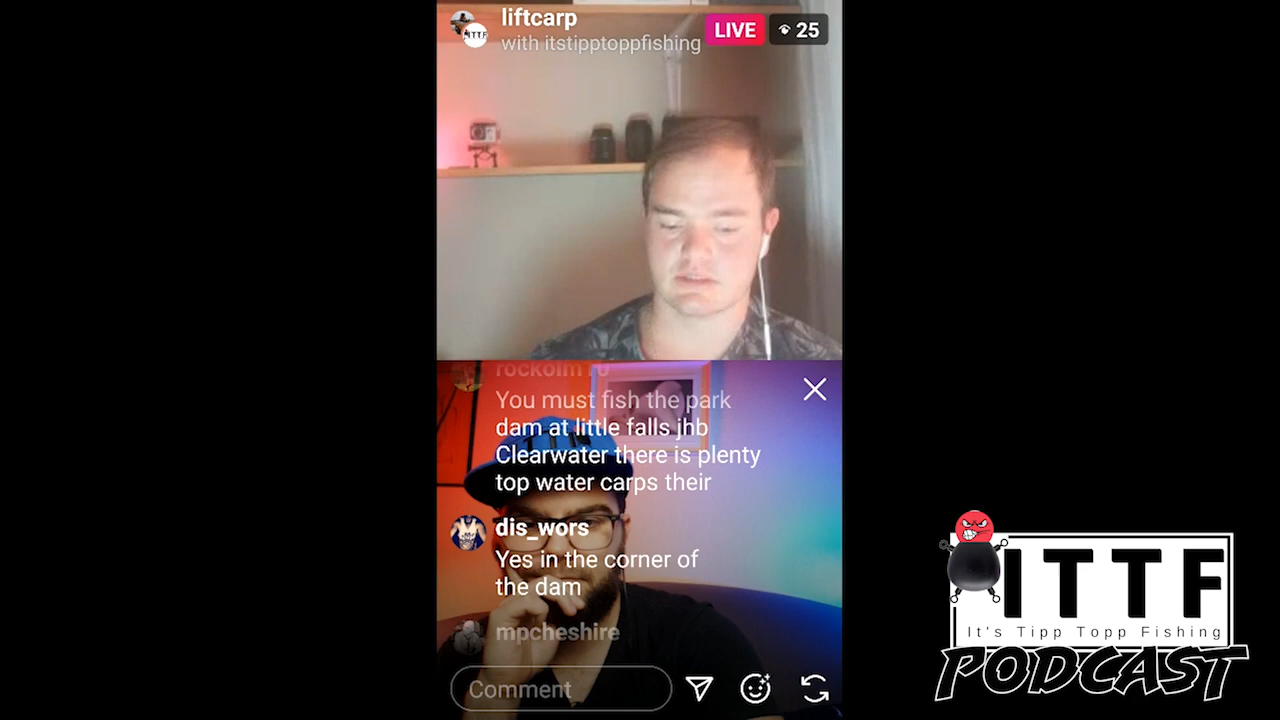 liftcarp
with itstipptoppfishing
LIVE
25
ITTF
rockolm10
You must fish the park
dam at little falls jhb
Clearwater there is plenty
top water carps their
dis_wors
Yes in the corner of
the dam
mpcheshire
Comment
ITTF
It's Tipp Topp Fishing
PODCAST